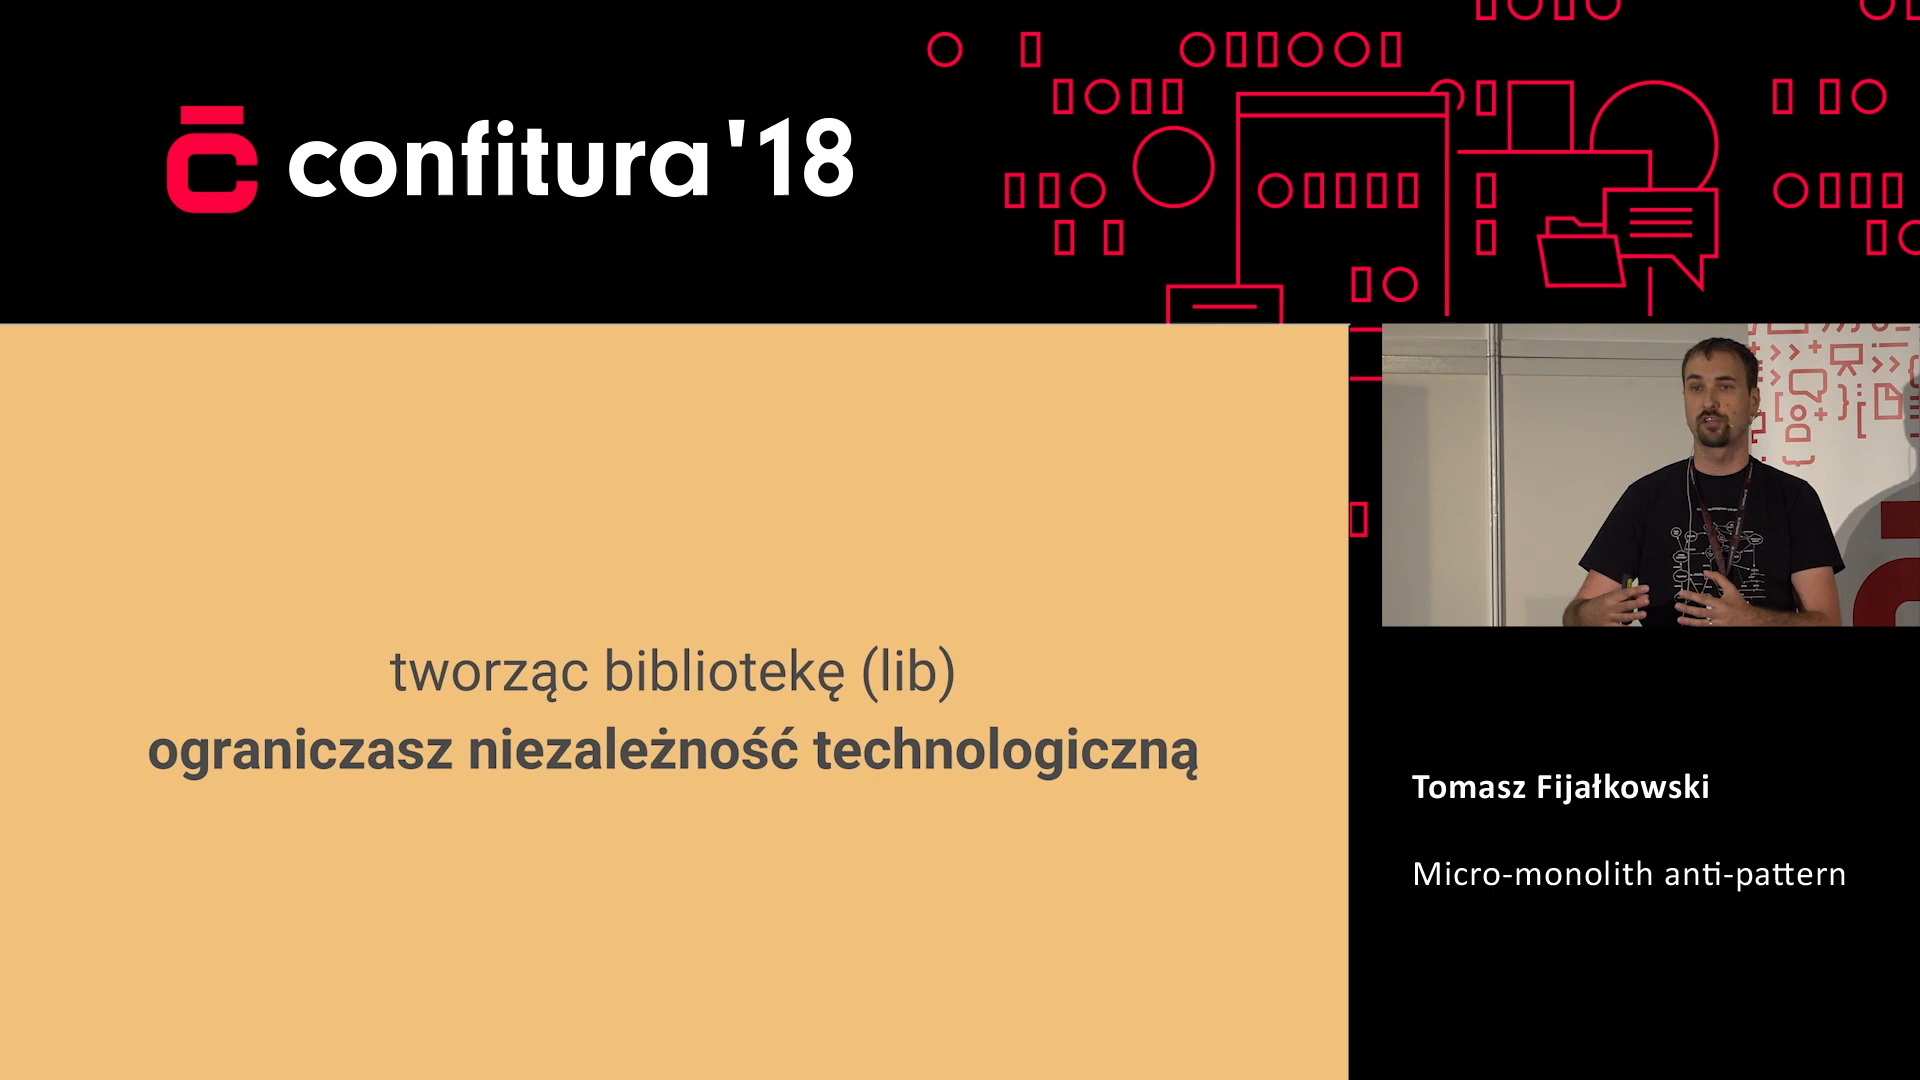 confitura '18
tworząc bibliotekę (lib)
ograniczasz niezależność technologiczną
Tomasz Fijałkowski
Micro-monolith anti-pattern